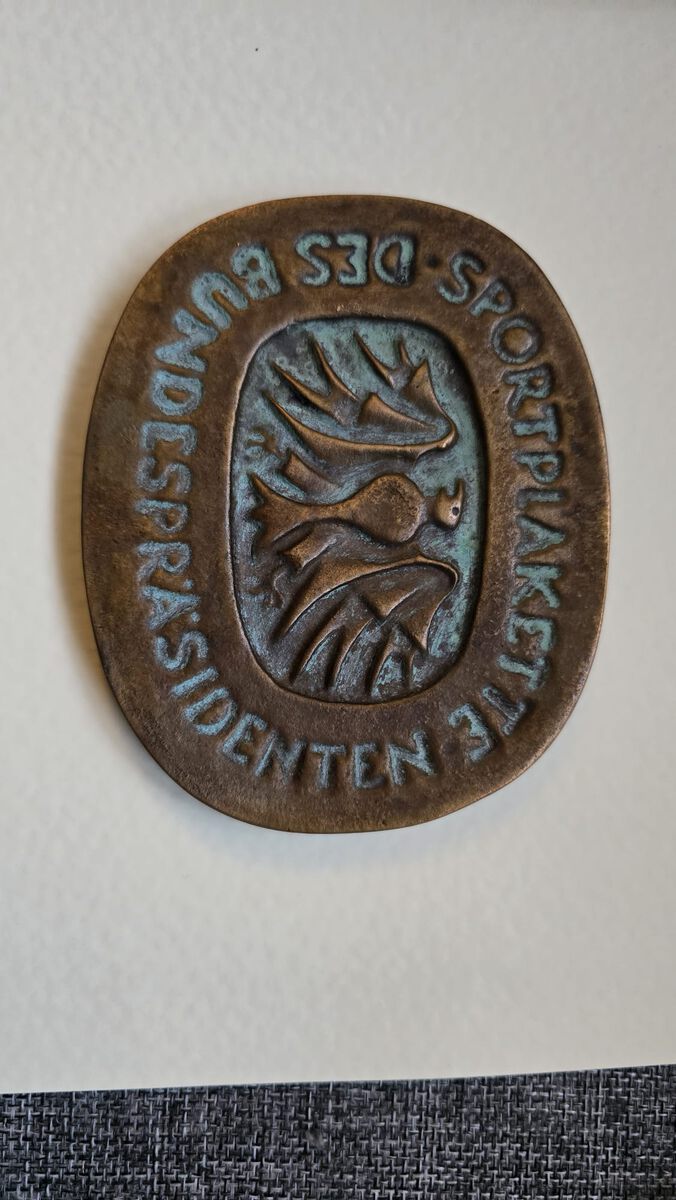 · SPORTPLAKETTE ·
DES BUNDESPRÄSIDENTEN